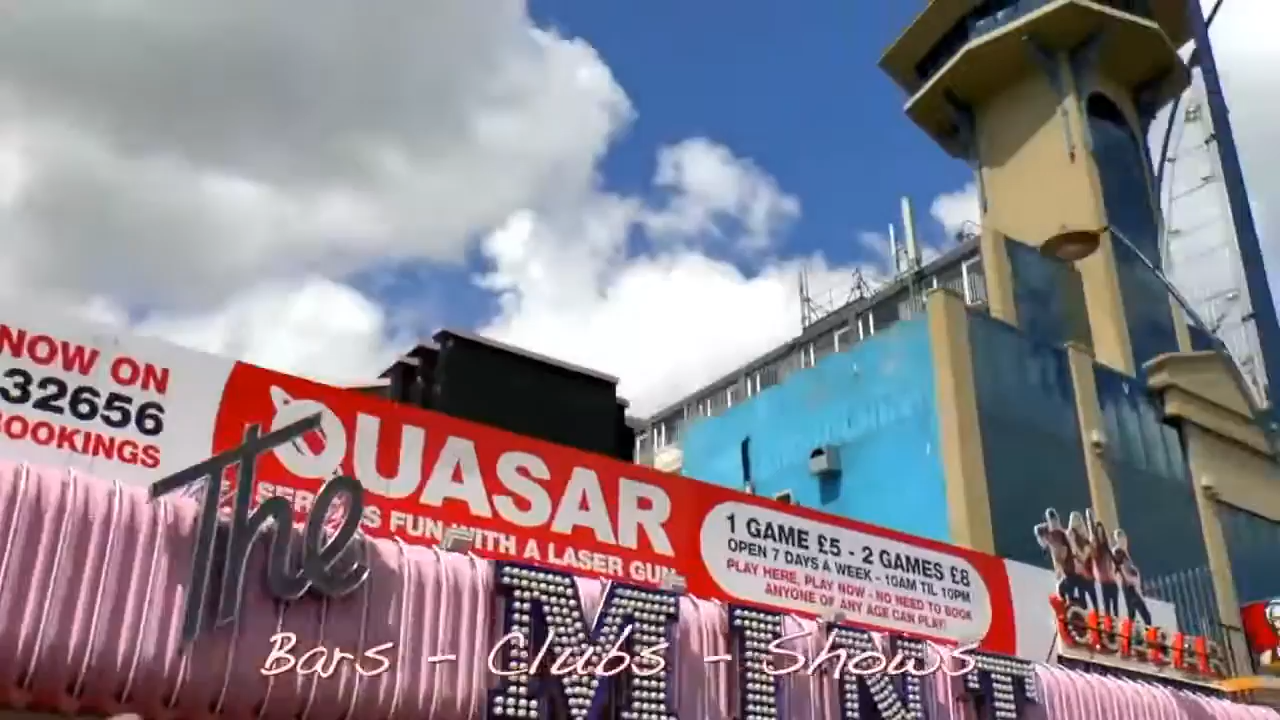 NOW ON
32656
BOOKINGS
QUASAR
SERIOUS FUN WITH A LASER GUN
1 GAME £5 - 2 GAMES £8
OPEN 7 DAYS A WEEK - 10AM TIL 10PM
PLAY HERE, PLAY NOW - NO NEED TO BOOK
ANYONE OF ANY AGE CAN PLAY!
The
MINT
Bars - Clubs - Shows